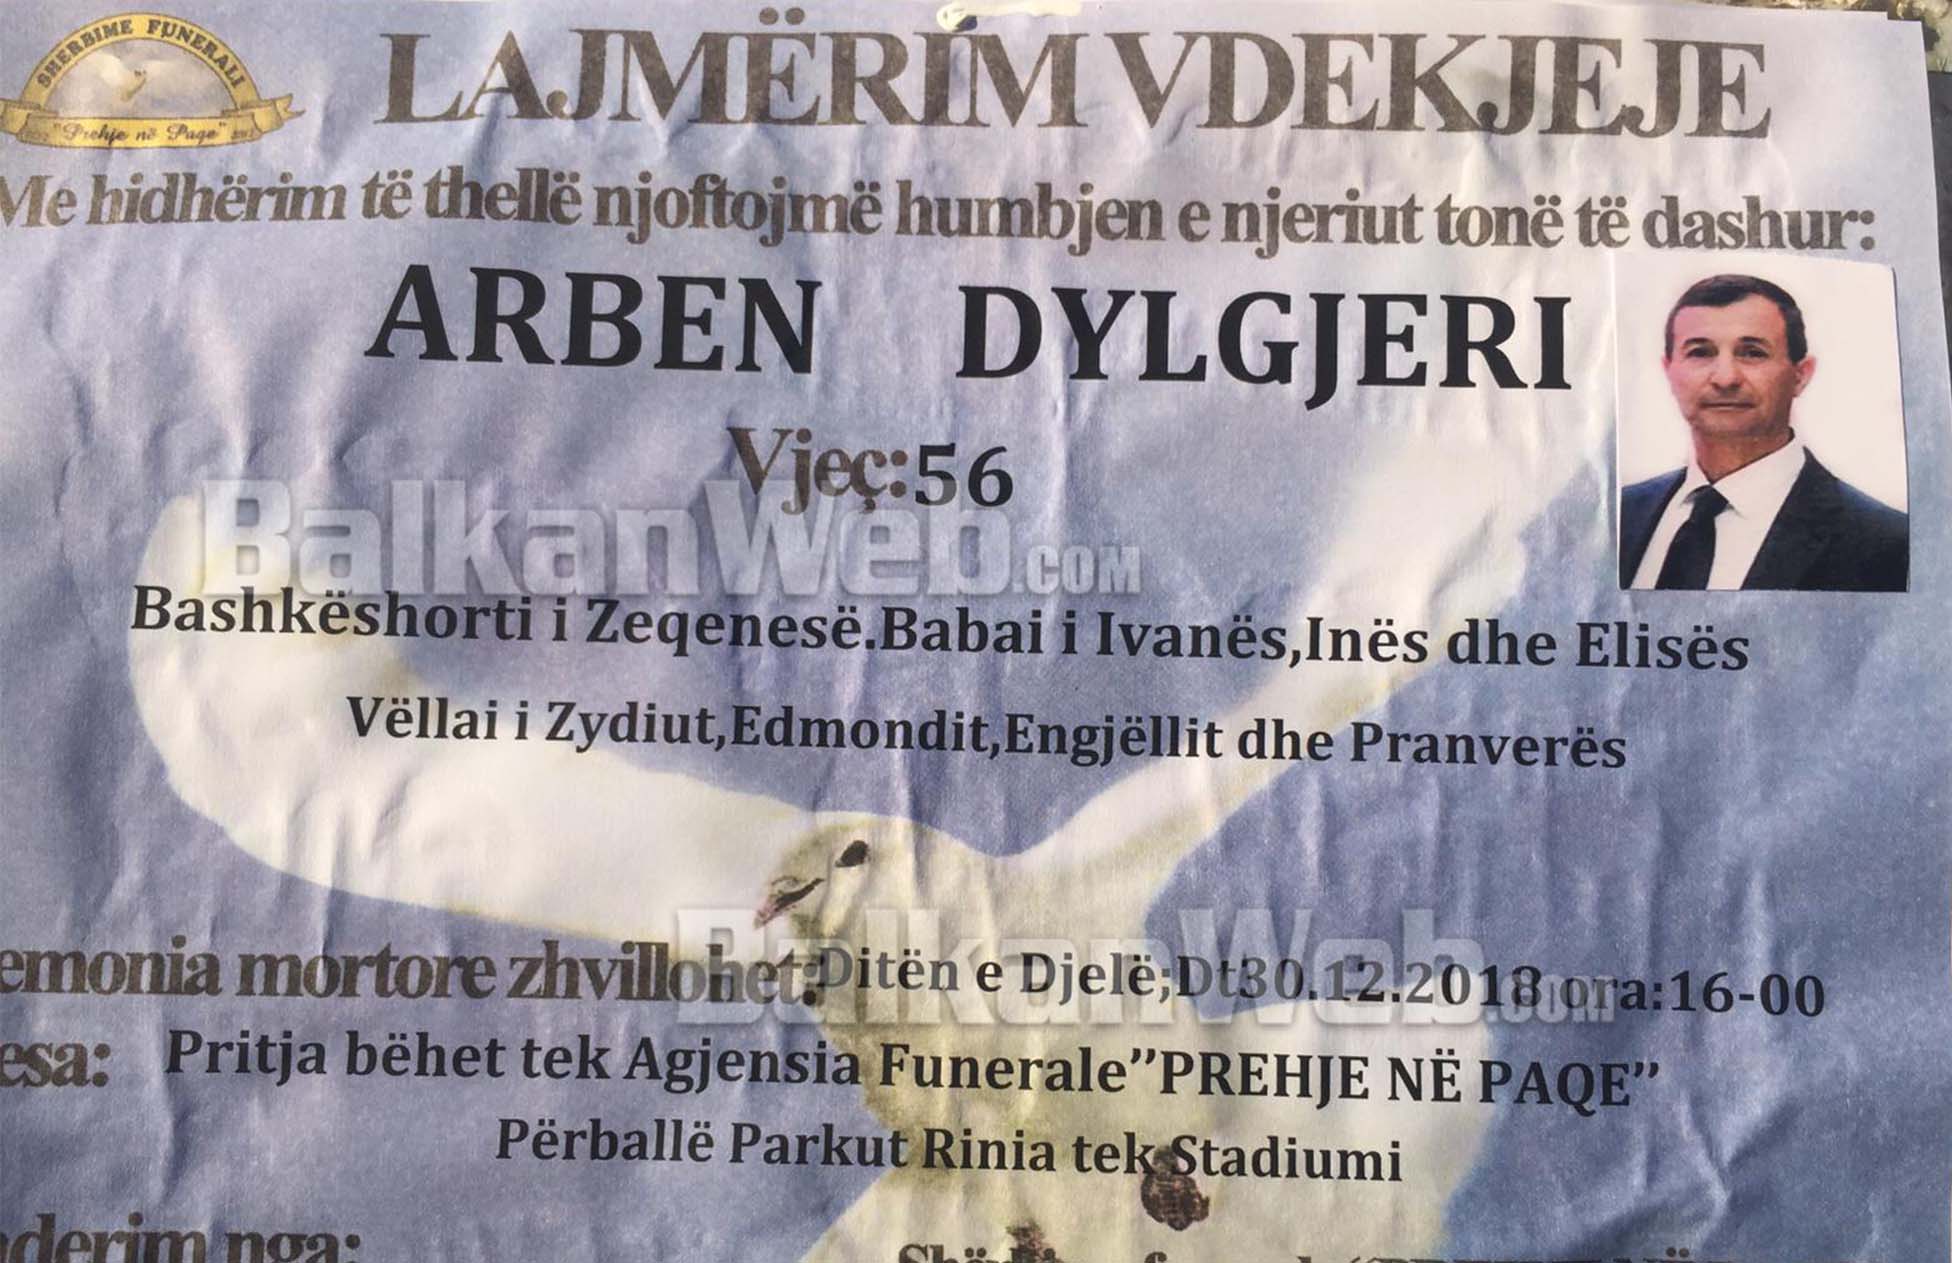 SHERBIME FUNERALI
"Prehje në Paqe"
LAJMËRIM VDEKJEJE
Me hidhërim të thellë njoftojmë humbjen e njeriut tonë të dashur:
ARBEN DYLGJERI
Vjeç:56
BalkanWeb.COM
Bashkëshorti i Zeqenesë.Babai i Ivanës,Inës dhe Elisës
Vëllai i Zydiut,Edmondit,Engjëllit dhe Pranverës
emonia mortore zhvillohet:Ditën e Djelë;Dt30.12.2018 ora:16-00
BalkanWeb.COM
esa: Pritja bëhet tek Agjensia Funerale”PREHJE NË PAQE”
Përballë Parkut Rinia tek Stadiumi
nderim nga: